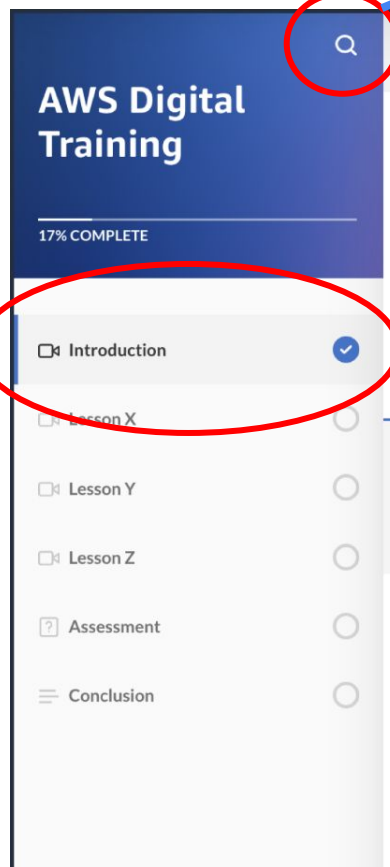 AWS Digital
Training
17% COMPLETE
Introduction
Lesson X
Lesson Y
Lesson Z
Assessment
Conclusion